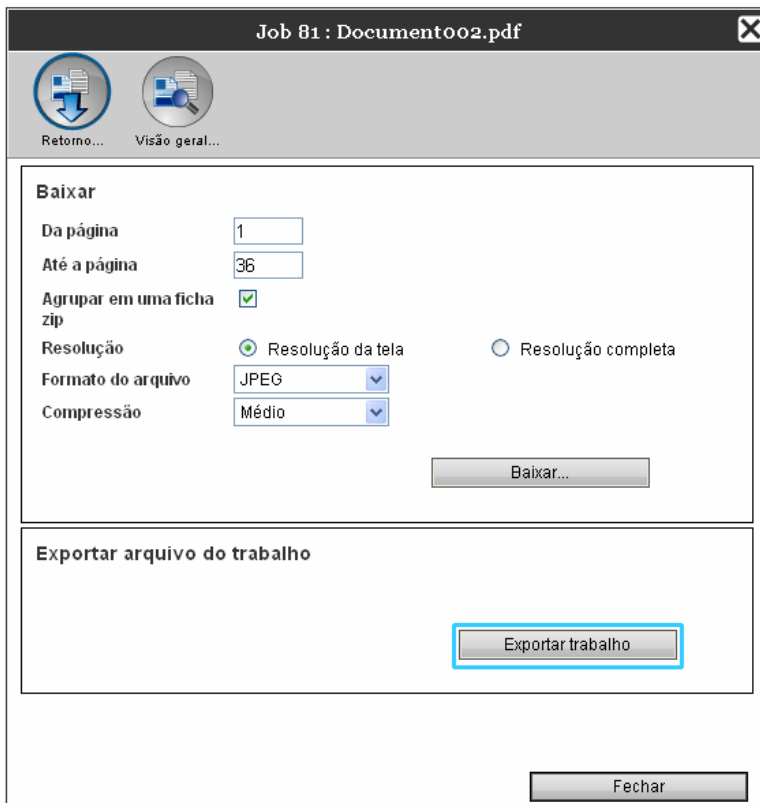 Job 81 : Document002.pdf
Retorno... Visão geral...
Baixar
Da página 1
Até a página 36
Agrupar em uma ficha
zip
Resolução Resolução da tela Resolução completa
Formato do arquivo JPEG
Compressão Médio
Baixar...
Exportar arquivo do trabalho
Exportar trabalho
Fechar